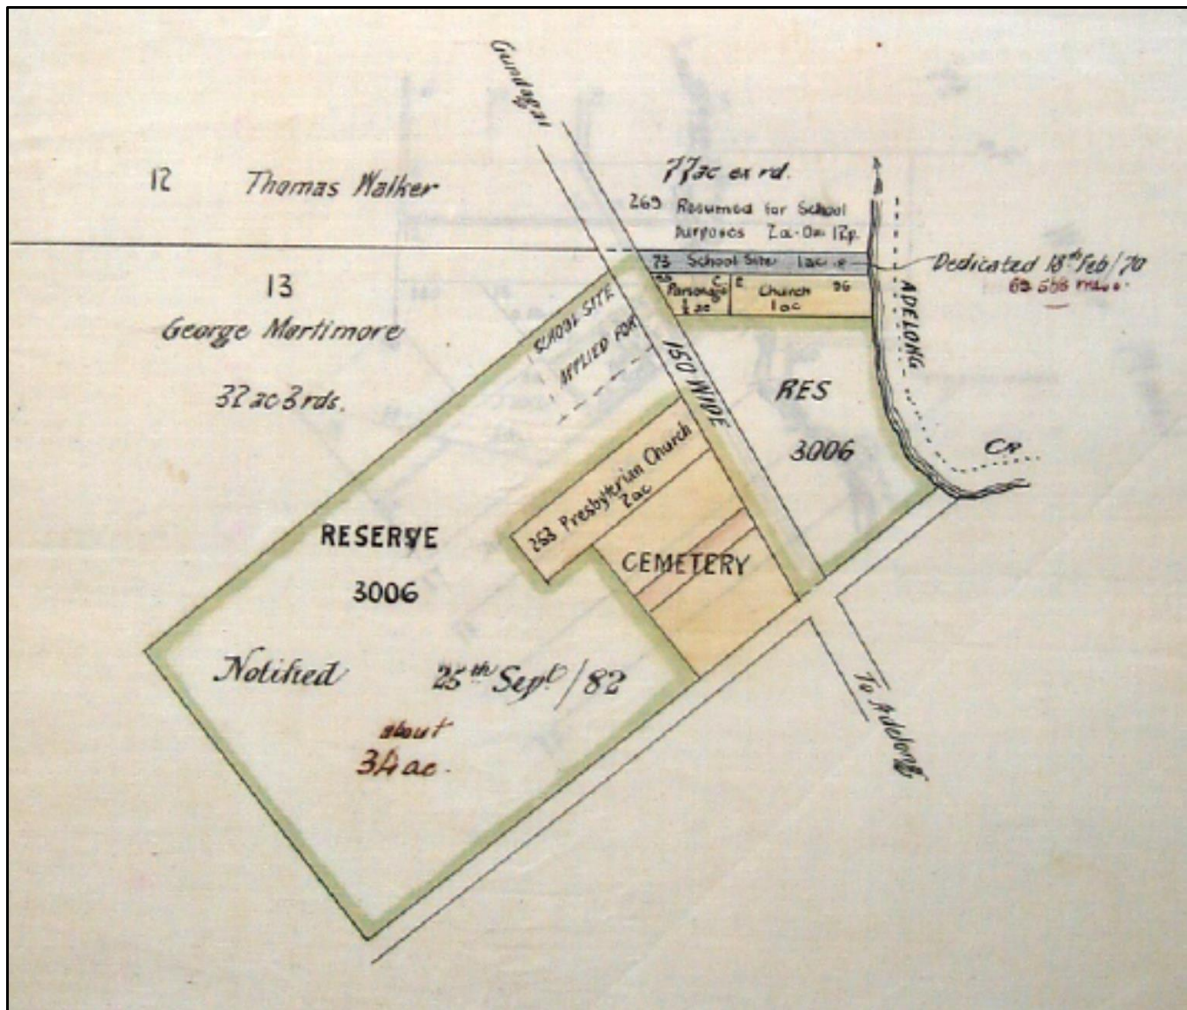 Gundagai
12 Thomas Walker
77ac ex rd.
269 Resumed for School
purposes 2a-0r-12p.
73 School Site 1ac
Dedicated 18th Feb/70
C. E.
Parsonage
½ ac
Church 96
1ac
13
George Mortimore
32 ac 3 rds.
SCHOOL SITE
APPLIED FOR
150 WIDE
ADELONG
CR
RES
3006
253 Presbyterian Church
2ac
RESERVE
3006
CEMETERY
Notified 25th Sept/82
about
34 ac.
To Adelong